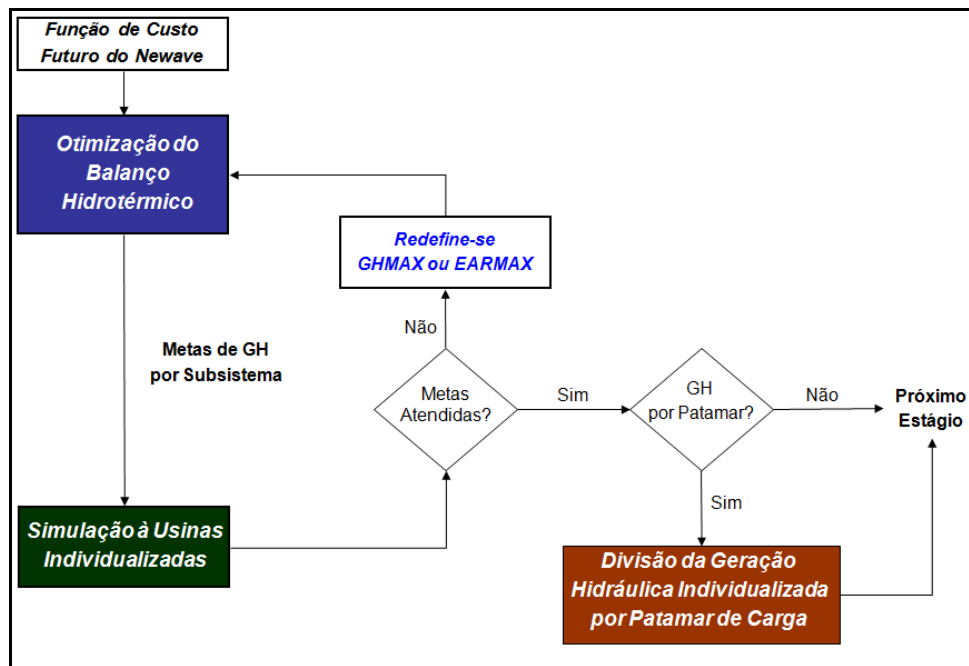 Função de Custo
Futuro do Newave
Otimização do
Balanço
Hidrotérmico
Redefine-se
GHMAX ou EARMAX
Não
Metas de GH
por Subsistema
Metas
Atendidas?
Sim
GH
por Patamar?
Não
Próximo
Estágio
Sim
Simulação à Usinas
Individualizadas
Divisão da Geração
Hidráulica Individualizada
por Patamar de Carga